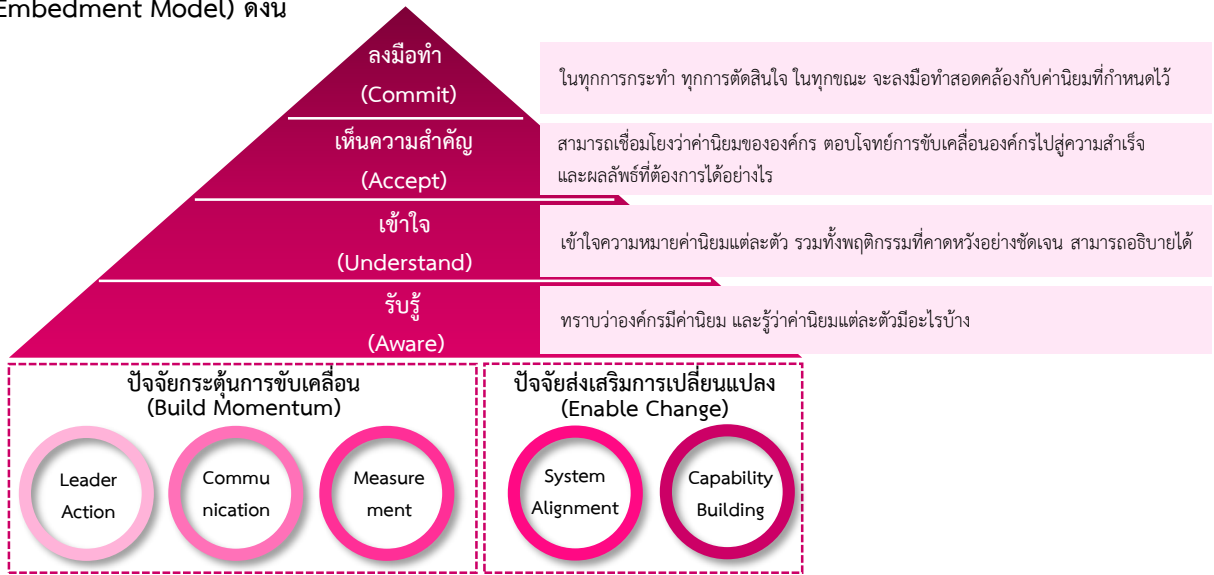 Embedment Model) ดังนี้
ลงมือทำ
(Commit)
ในทุกการกระทำ ทุกการตัดสินใจ ในทุกขณะ จะลงมือทำสอดคล้องกับค่านิยมที่กำหนดไว้
เห็นความสำคัญ
(Accept)
สามารถเชื่อมโยงว่าค่านิยมขององค์กร ตอบโจทย์การขับเคลื่อนองค์กรไปสู่ความสำเร็จ
และผลลัพธ์ที่ต้องการได้อย่างไร
เข้าใจ
(Understand)
เข้าใจความหมายค่านิยมแต่ละตัว รวมทั้งพฤติกรรมที่คาดหวังอย่างชัดเจน สามารถอธิบายได้
รับรู้
(Aware)
ทราบว่าองค์กรมีค่านิยม และรู้ว่าค่านิยมแต่ละตัวมีอะไรบ้าง
ปัจจัยกระตุ้นการขับเคลื่อน
(Build Momentum)
Leader
Action
Commu
nication
Measure
ment
ปัจจัยส่งเสริมการเปลี่ยนแปลง
(Enable Change)
System
Alignment
Capability
Building